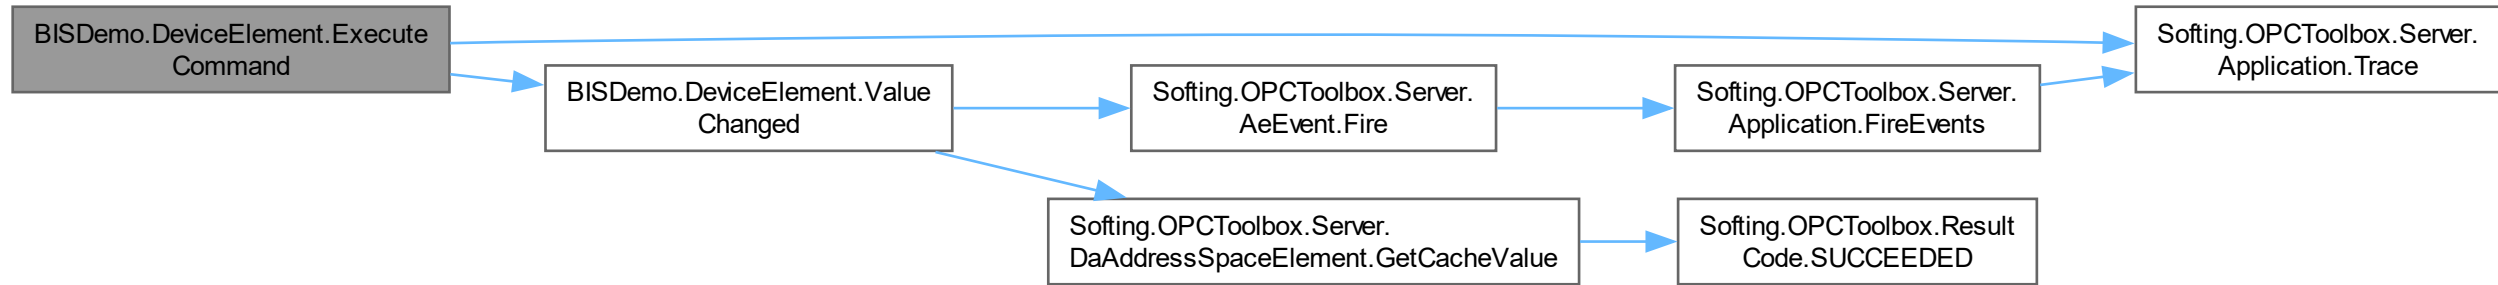 BISDemo.DeviceElement.Execute
Command
BISDemo.DeviceElement.Value
Changed
Softing.OPCToolbox.Server.
AeEvent.Fire
Softing.OPCToolbox.Server.
Application.FireEvents
Softing.OPCToolbox.Server.
Application.Trace
Softing.OPCToolbox.Server.
DaAddressSpaceElement.GetCacheValue
Softing.OPCToolbox.Result
Code.SUCCEEDED